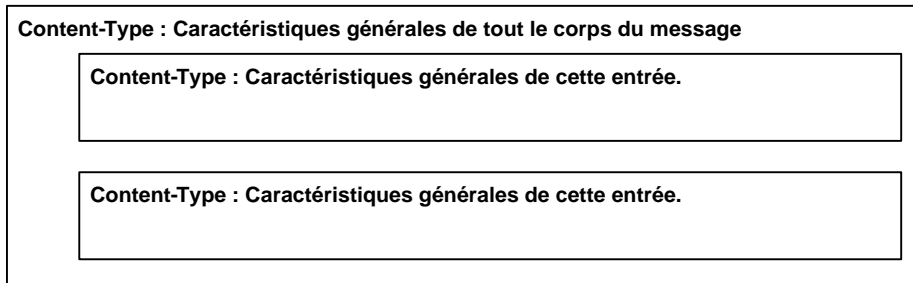 Content-Type : Caractéristiques générales de tout le corps du message
Content-Type : Caractéristiques générales de cette entrée.
Content-Type : Caractéristiques générales de cette entrée.